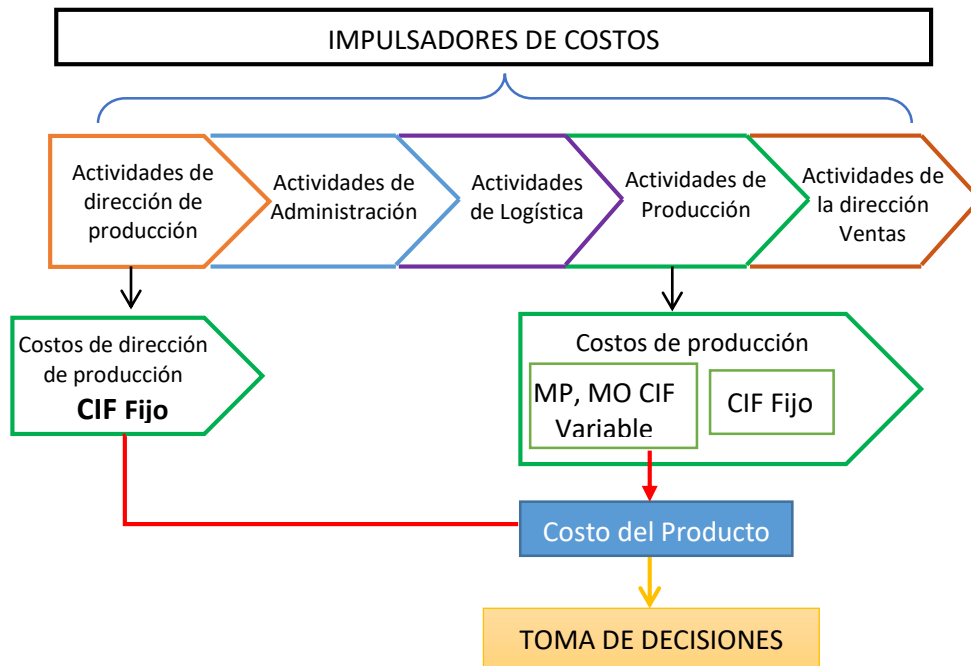 IMPULSADORES DE COSTOS
Actividades de
dirección de
producción
Actividades de
Administración
Actividades
de Logística
Actividades de
Producción
Actividades de
la dirección
Ventas
Costos de dirección
de producción
CIF Fijo
Costos de producción
MP, MO CIF
Variable
CIF Fijo
Costo del Producto
TOMA DE DECISIONES